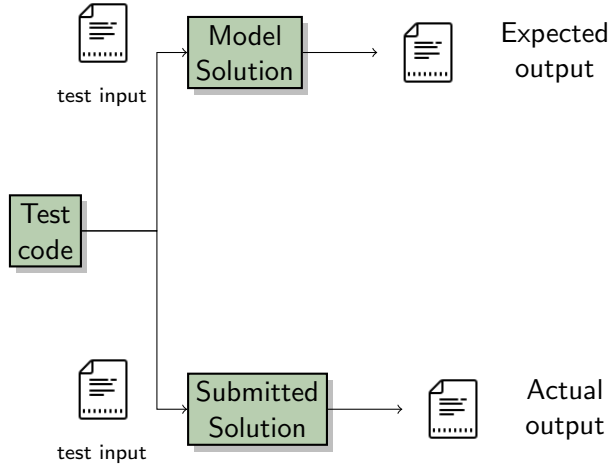 Model
Solution
Expected
output
test input
Test
code
Submitted
Solution
Actual
output
test input